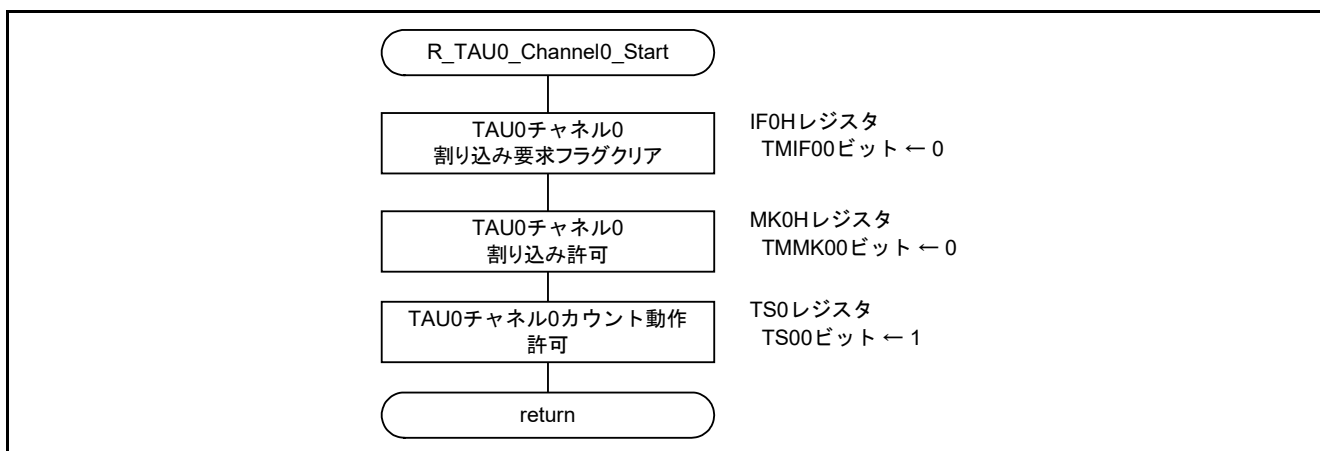 R_TAU0_Channel0_Start
TAU0チャネル0
割り込み要求フラグクリア
IF0Hレジスタ
TMIF00ビット ← 0
TAU0チャネル0
割り込み許可
MK0Hレジスタ
TMMK00ビット ← 0
TAU0チャネル0カウント動作
許可
TS0レジスタ
TS00ビット ← 1
return